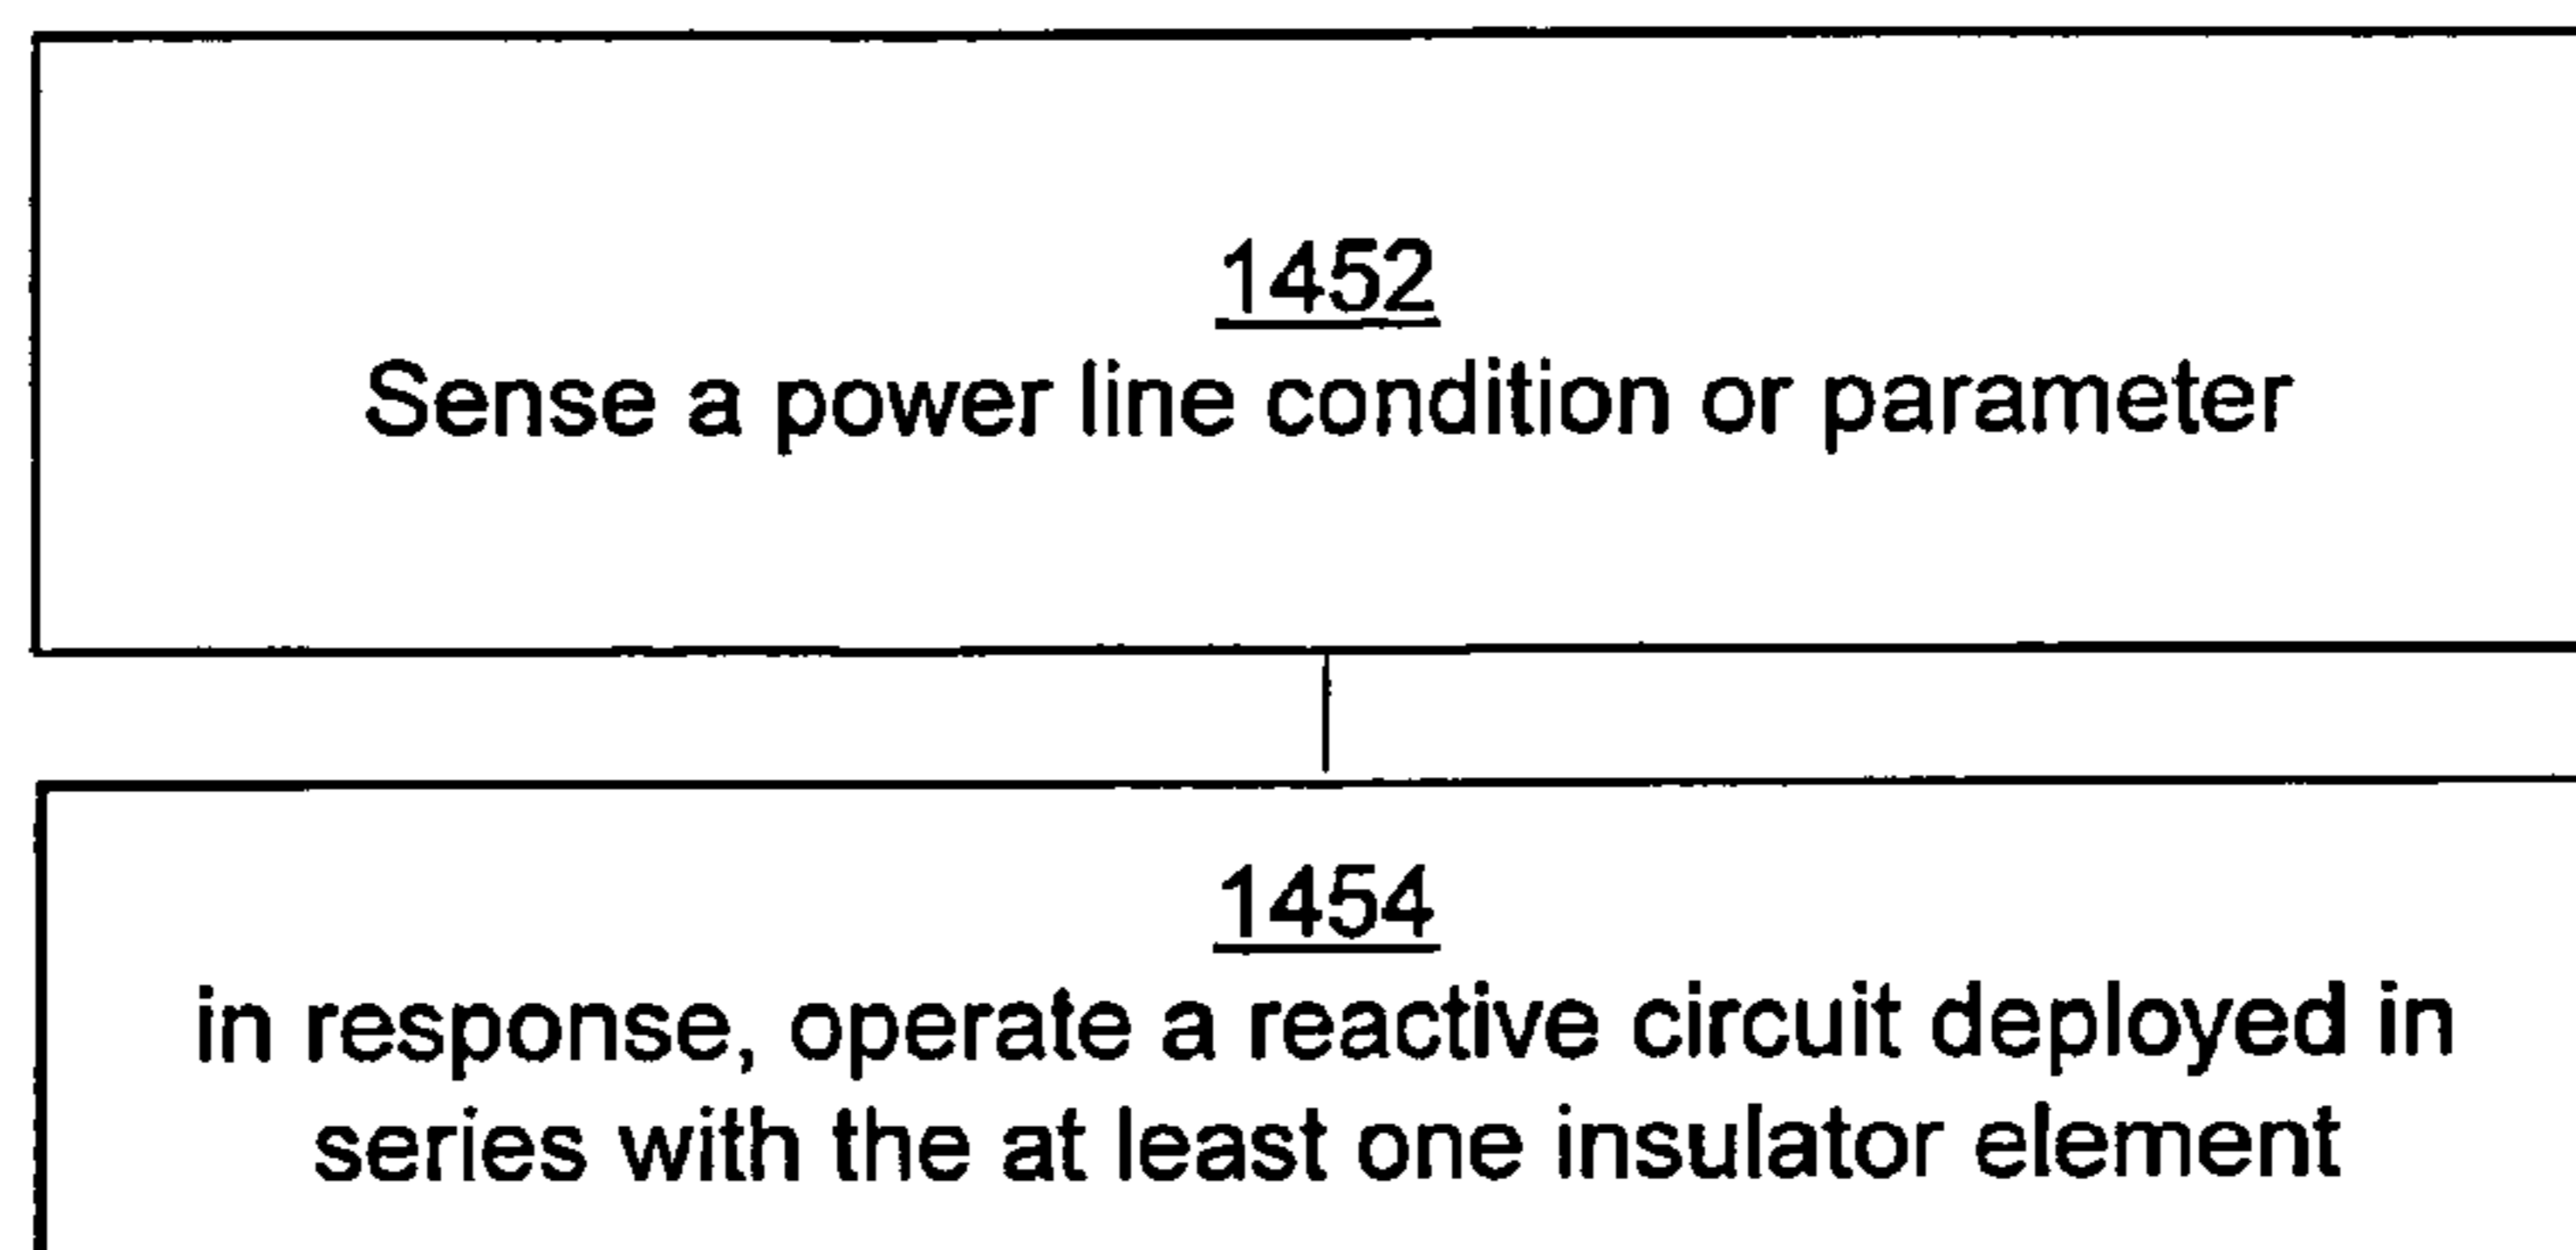 1452
Sense a power line condition or parameter
1454
in response, operate a reactive circuit deployed in
series with the at least one insulator element